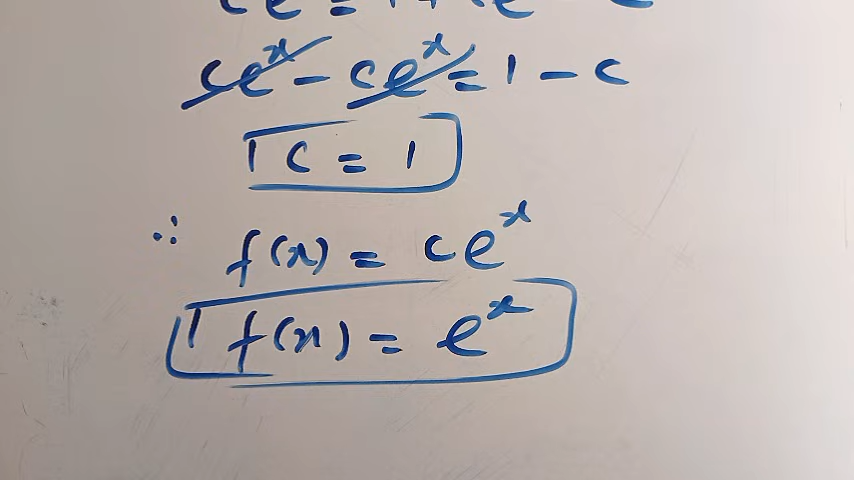 ce^x - ce^x = 1 - c
c = 1
∴ f(x) = ce^x
f(x) = e^x